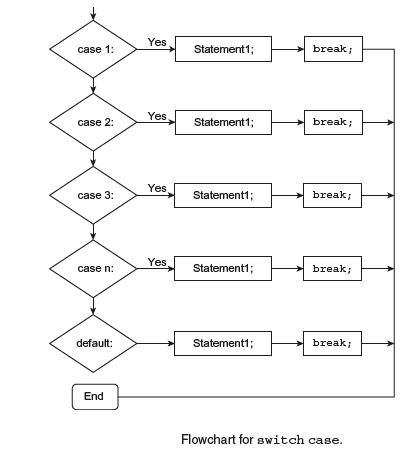 case 1: Yes Statement1; break;
case 2: Yes Statement1; break;
case 3: Yes Statement1; break;
case n: Yes Statement1; break;
default: Statement1; break;
End
Flowchart for switch case.